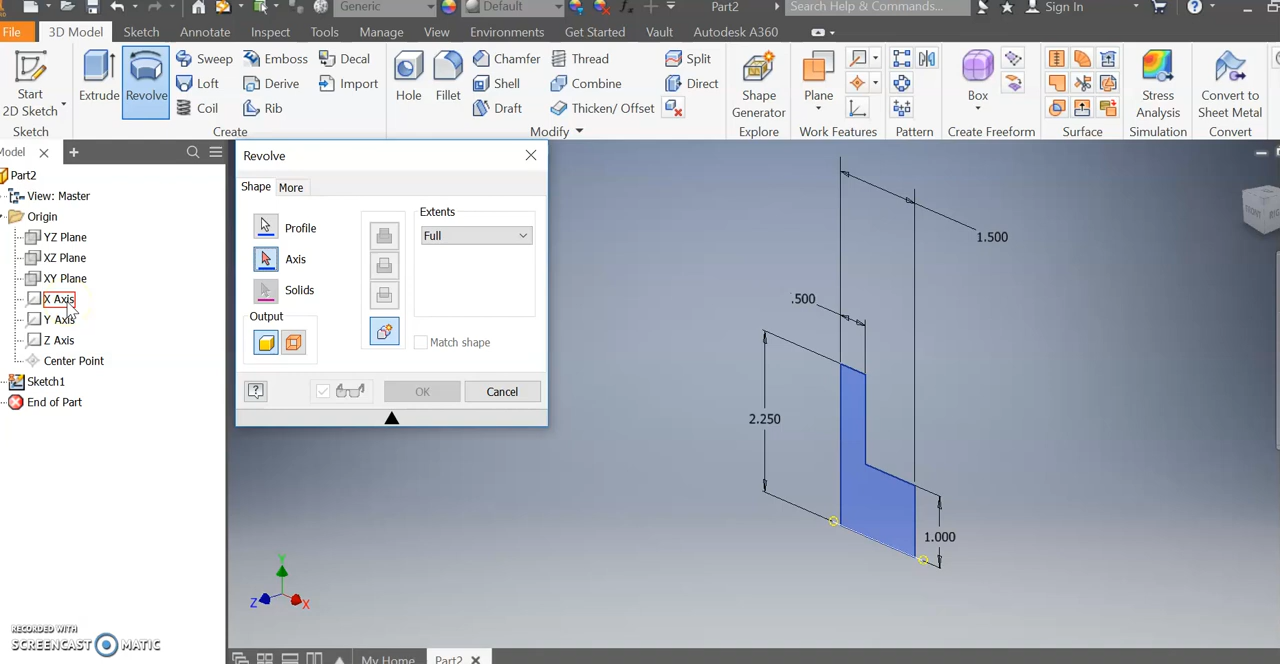 Generic
Default
Part2
Search Help & Commands...
Sign In
File
3D Model
Sketch
Annotate
Inspect
Tools
Manage
View
Environments
Get Started
Vault
Autodesk A360
Start
2D Sketch
Extrude
Revolve
Sweep
Loft
Coil
Emboss
Derive
Rib
Decal
Import
Hole
Fillet
Chamfer
Shell
Draft
Thread
Combine
Thicken/ Offset
Split
Direct
Shape
Generator
Plane
Box
Stress
Analysis
Convert to
Sheet Metal
Sketch
Create
Modify
Explore
Work Features
Pattern
Create Freeform
Surface
Simulation
Convert
Model
Part2
View: Master
Origin
YZ Plane
XZ Plane
XY Plane
X Axis
Y Axis
Z Axis
Center Point
Sketch1
End of Part
Revolve
Shape
More
Profile
Axis
Solids
Output
Extents
Full
Match shape
OK
Cancel
1.500
.500
2.250
1.000
Y
Z
X
FRONT
RECORDED WITH
SCREENCAST MATIC
My Home
Part2